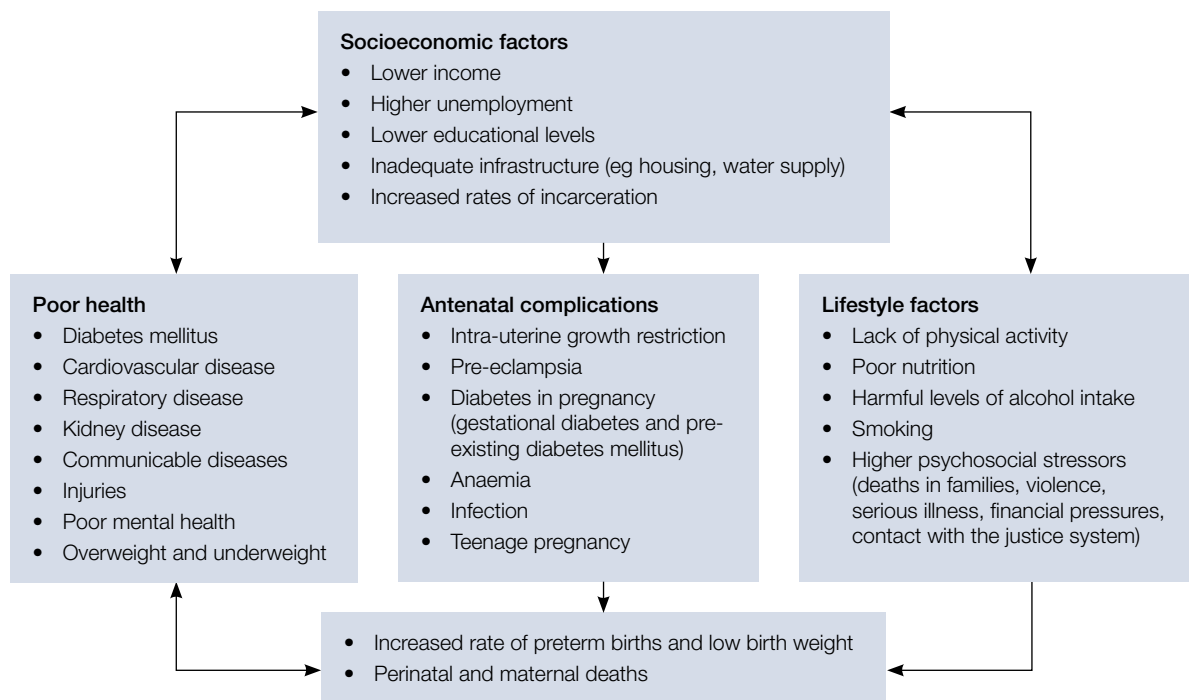 Socioeconomic factors
• Lower income
• Higher unemployment
• Lower educational levels
• Inadequate infrastructure (eg housing, water supply)
• Increased rates of incarceration
Poor health
• Diabetes mellitus
• Cardiovascular disease
• Respiratory disease
• Kidney disease
• Communicable diseases
• Injuries
• Poor mental health
• Overweight and underweight
Antenatal complications
• Intra-uterine growth restriction
• Pre-eclampsia
• Diabetes in pregnancy
(gestational diabetes and pre-
existing diabetes mellitus)
• Anaemia
• Infection
• Teenage pregnancy
Lifestyle factors
• Lack of physical activity
• Poor nutrition
• Harmful levels of alcohol intake
• Smoking
• Higher psychosocial stressors
(deaths in families, violence,
serious illness, financial pressures,
contact with the justice system)
• Increased rate of preterm births and low birth weight
• Perinatal and maternal deaths